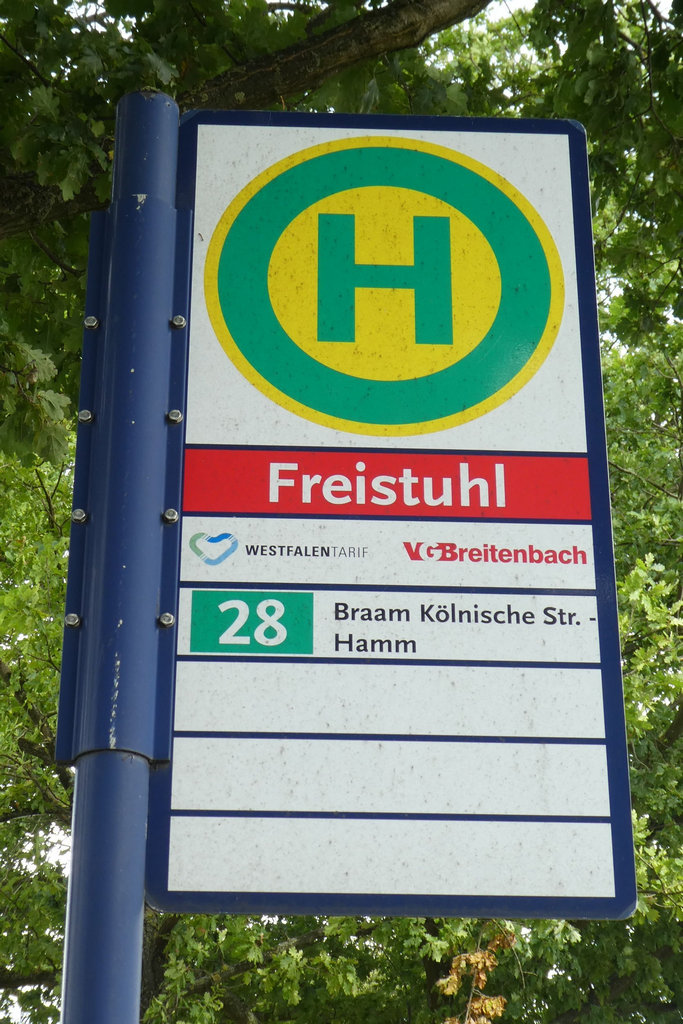 H
Freistuhl
WESTFALENTARIF VGBreitenbach
28 Braam Kölnische Str. -
Hamm